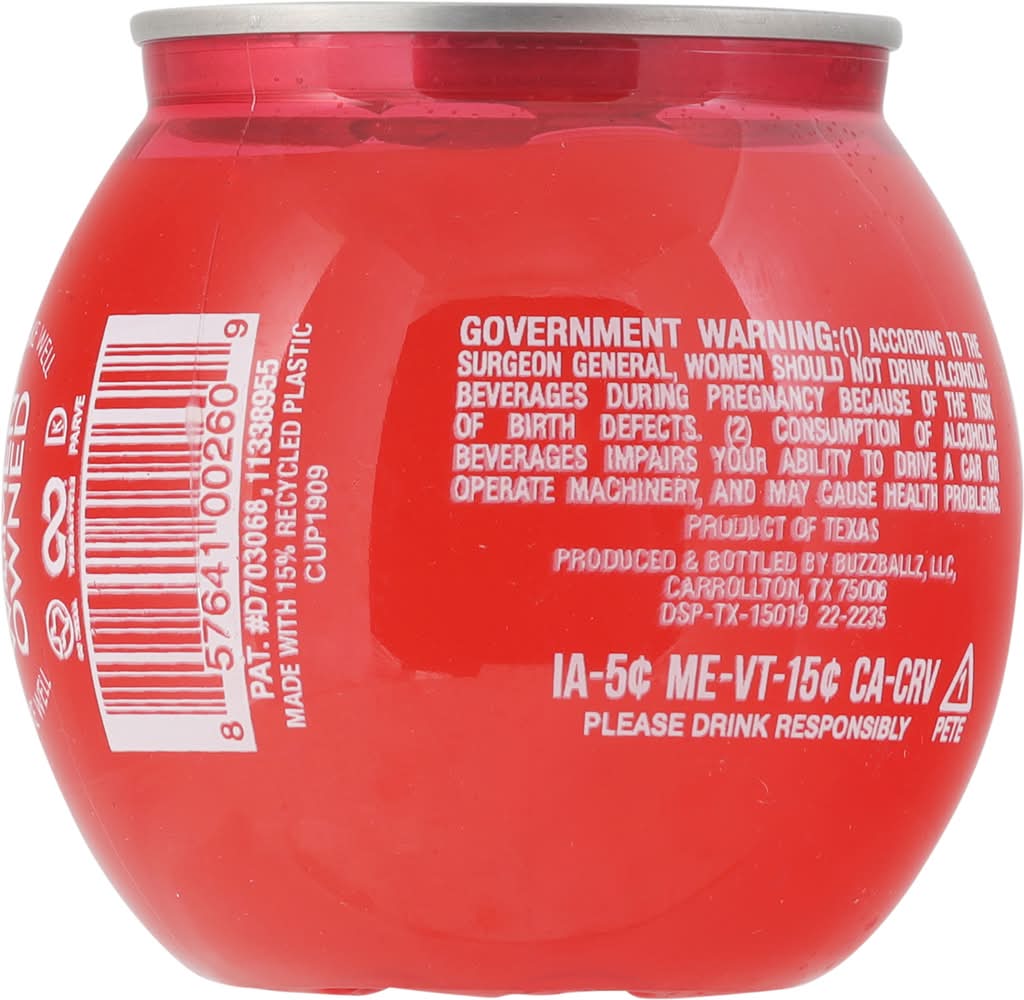 WELL
OWNED
WELL
D
PARVE
8 57641 00260 9
PAT. #D703068, 11338955
MADE WITH 15% RECYCLED PLASTIC
CUP1909
GOVERNMENT WARNING:(1) ACCORDING TO THE
SURGEON GENERAL, WOMEN SHOULD NOT DRINK ALCOHOLIC
BEVERAGES DURING PREGNANCY BECAUSE OF THE RISK
OF BIRTH DEFECTS. (2) CONSUMPTION OF ALCOHOLIC
BEVERAGES IMPAIRS YOUR ABILITY TO DRIVE A CAR OR
OPERATE MACHINERY, AND MAY CAUSE HEALTH PROBLEMS.
PRODUCT OF TEXAS
PRODUCED & BOTTLED BY BUZZBALLZ, LLC,
CARROLLTON, TX 75006
DSP-TX-15019 22-2235
IA-5¢ ME-VT-15¢ CA-CRV
1
PETE
PLEASE DRINK RESPONSIBLY